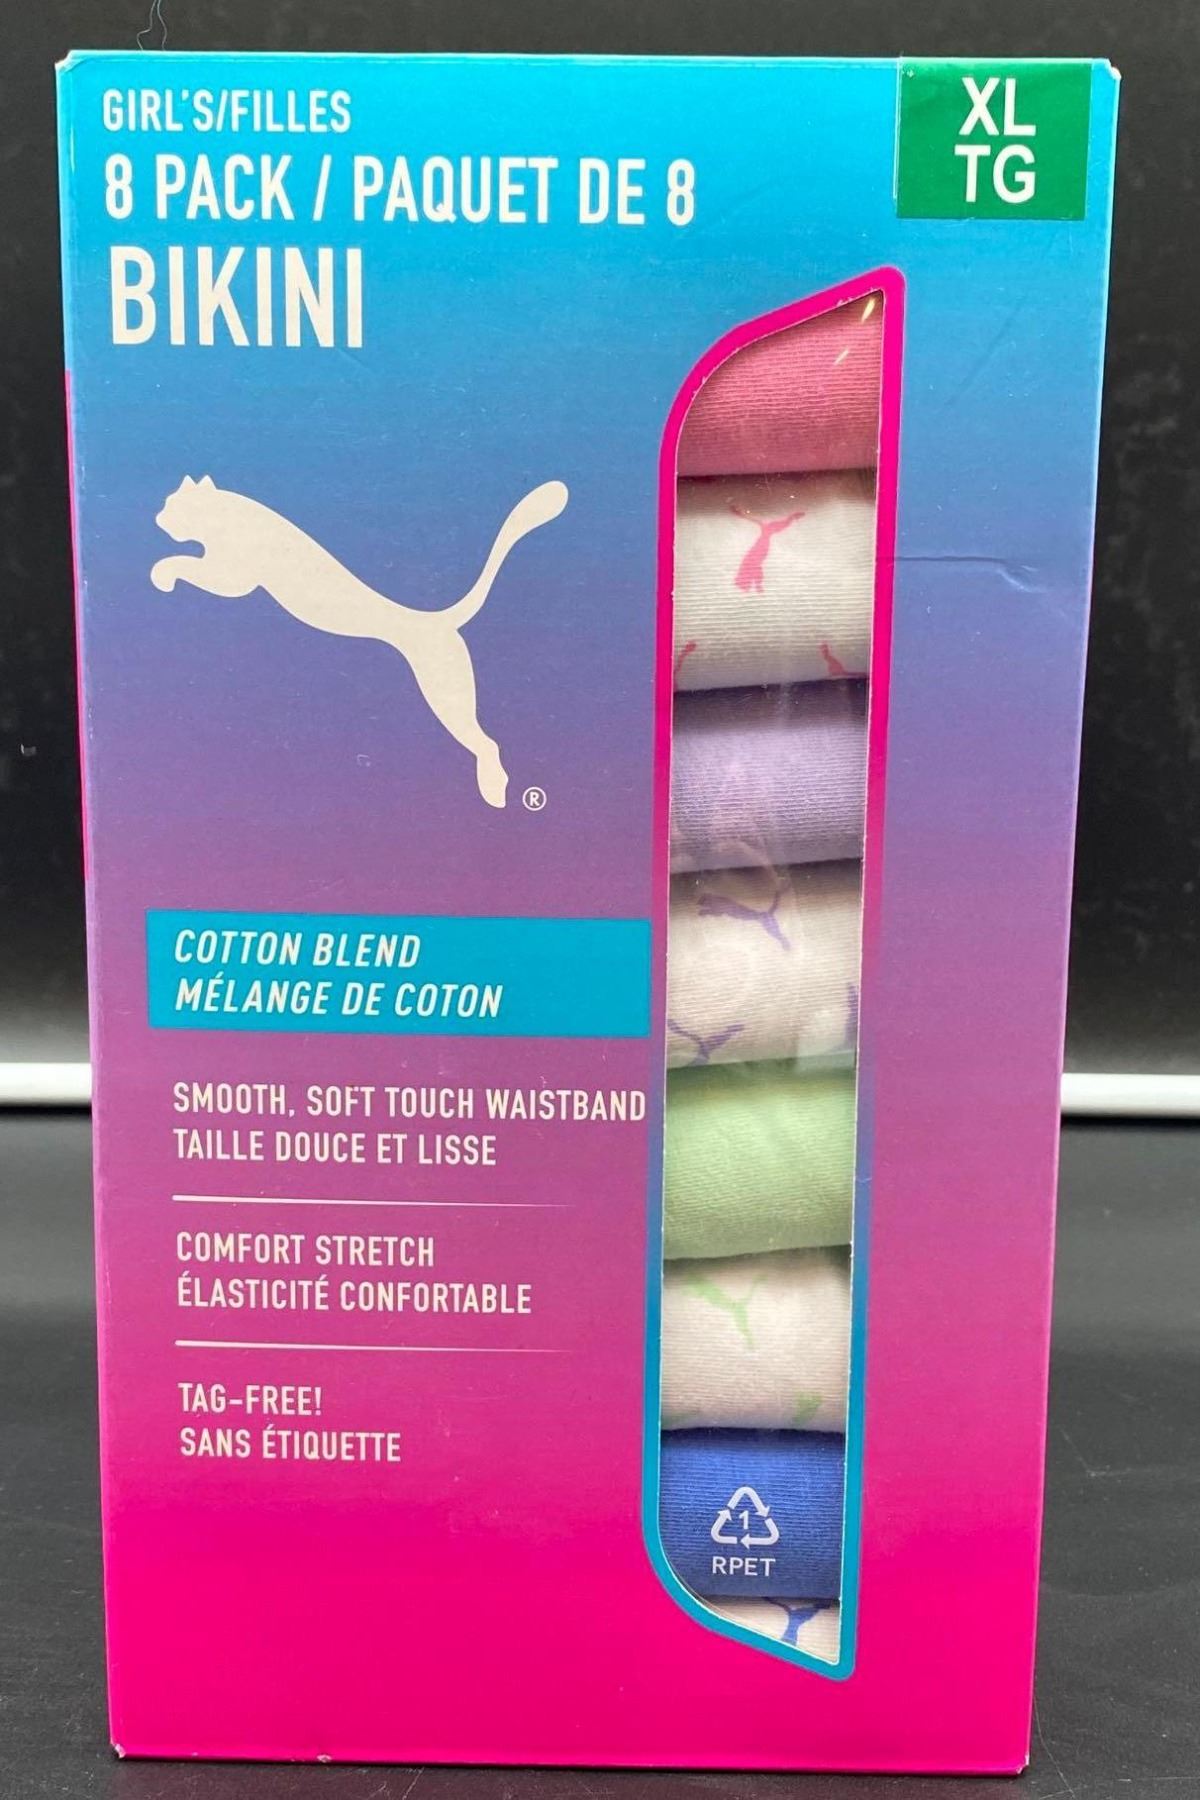 GIRL'S/FILLES
8 PACK / PAQUET DE 8
BIKINI
XL
TG
®
COTTON BLEND
MÉLANGE DE COTON
SMOOTH, SOFT TOUCH WAISTBAND
TAILLE DOUCE ET LISSE
COMFORT STRETCH
ÉLASTICITÉ CONFORTABLE
TAG-FREE!
SANS ÉTIQUETTE
1
RPET